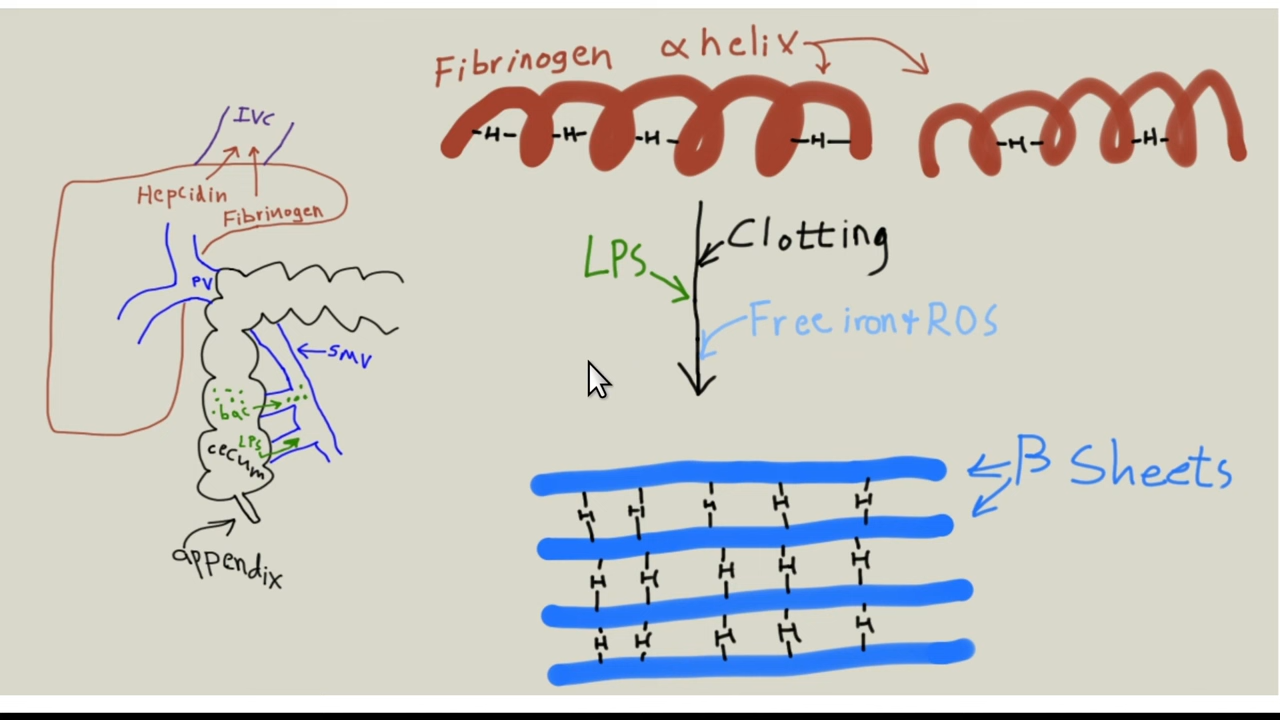 Fibrinogen α helix
-H- -H- -H- -H-
-H- -H-
IVC
Hepcidin
Fibrinogen
PV
SMV
bac
LPS
cecum
appendix
Clotting
LPS
Free iron + ROS
β Sheets
H H H H H
H H H H H
H H H H H